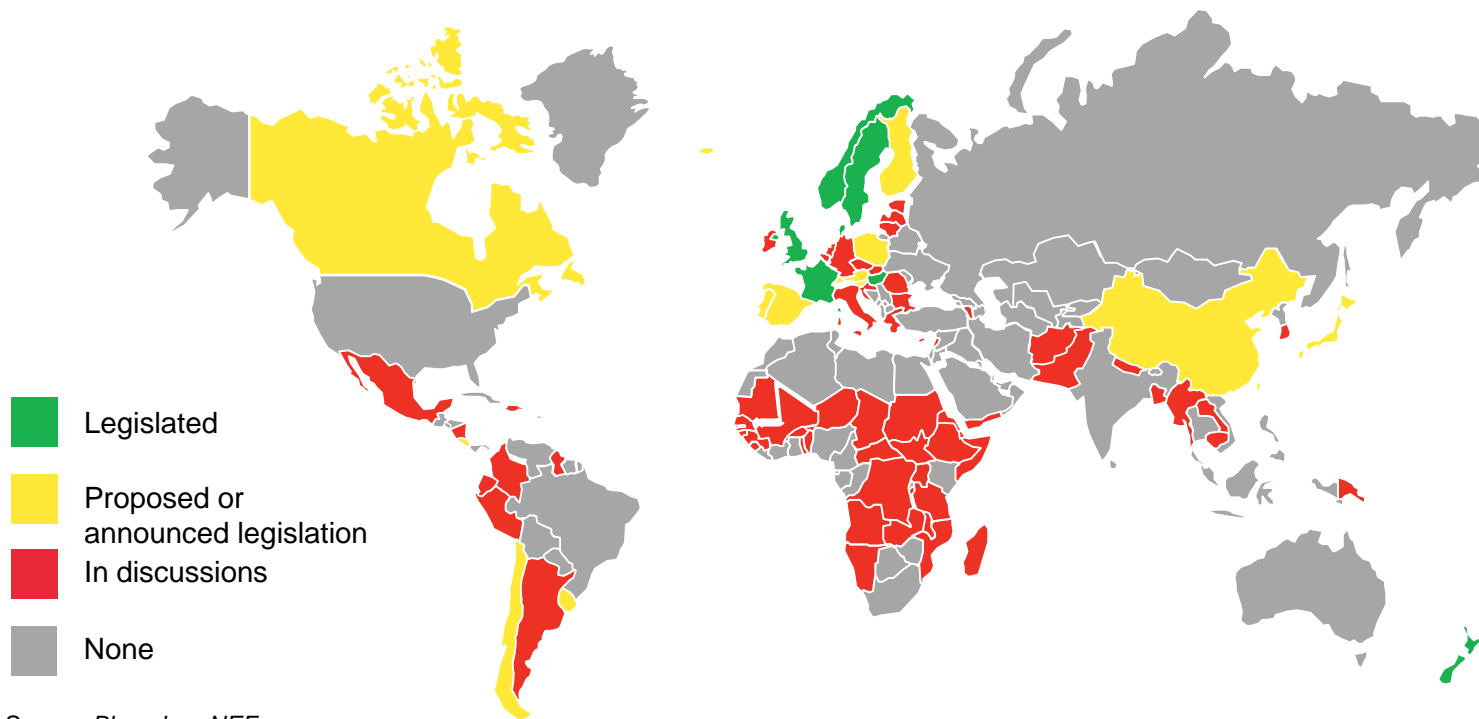 Legislated
Proposed or
announced legislation
In discussions
None